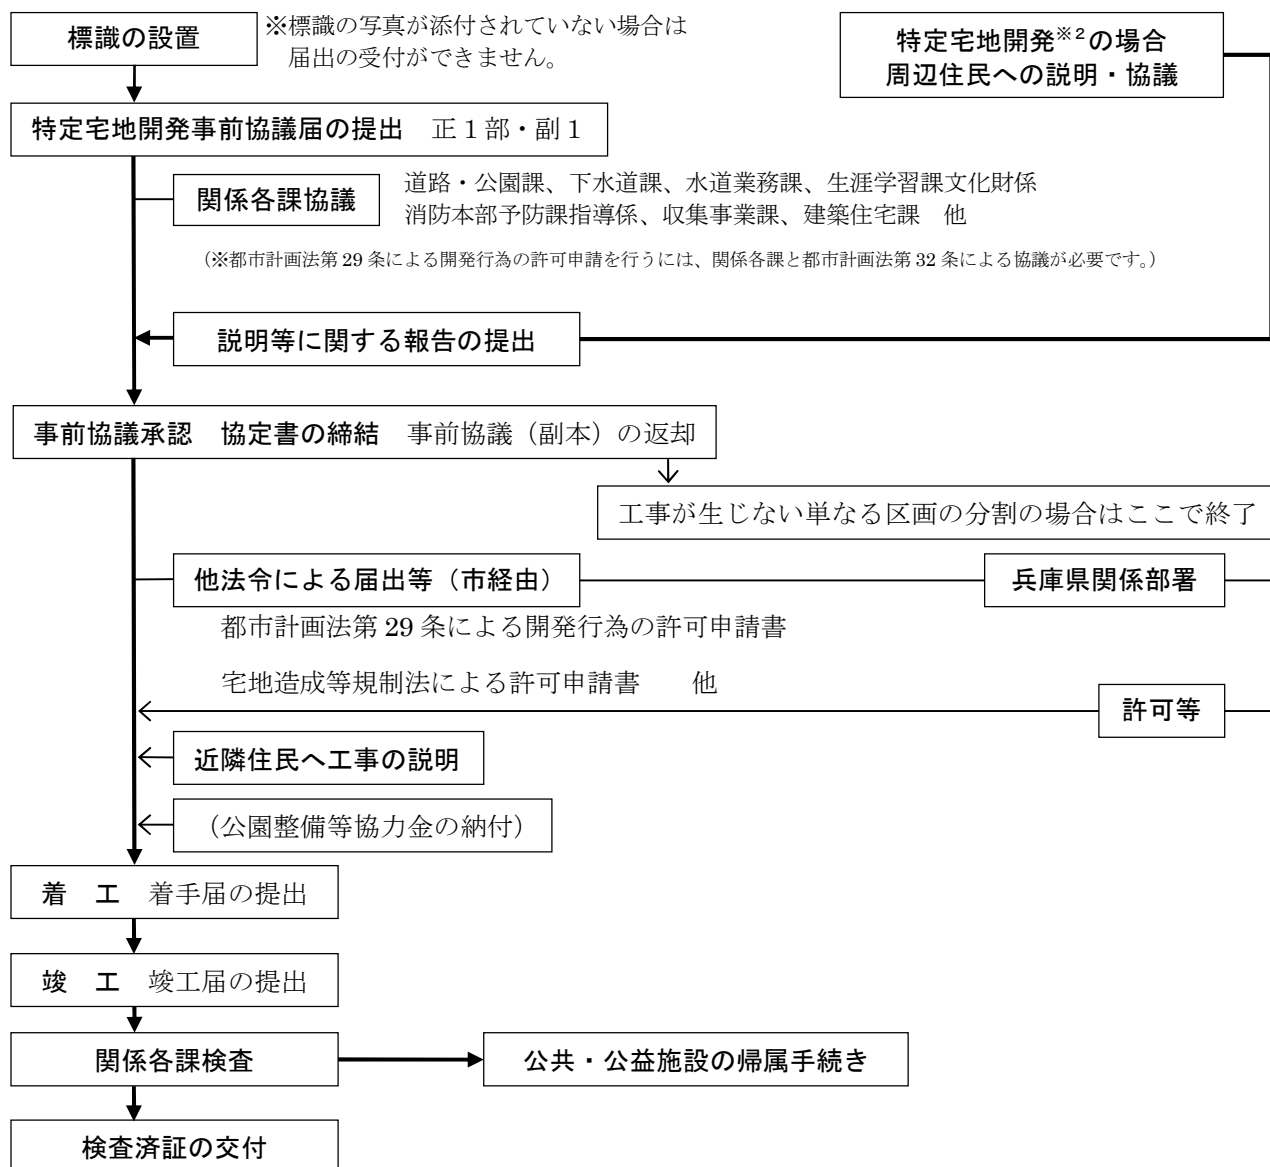 標識の設置
※標識の写真が添付されていない場合は
届出の受付ができません。
特定宅地開発※2の場合
周辺住民への説明・協議
特定宅地開発事前協議届の提出　正１部・副１
関係各課協議
道路・公園課、下水道課、水道業務課、生涯学習課文化財係
消防本部予防課指導係、収集事業課、建築住宅課　他
（※都市計画法第 29 条による開発行為の許可申請を行うには、関係各課と都市計画法第 32 条による協議が必要です。）
説明等に関する報告の提出
事前協議承認　協定書の締結　事前協議（副本）の返却
工事が生じない単なる区画の分割の場合はここで終了
他法令による届出等（市経由）
兵庫県関係部署
都市計画法第 29 条による開発行為の許可申請書
宅地造成等規制法による許可申請書　　他
許可等
近隣住民へ工事の説明
（公園整備等協力金の納付）
着　工　着手届の提出
竣　工　竣工届の提出
関係各課検査
公共・公益施設の帰属手続き
検査済証の交付